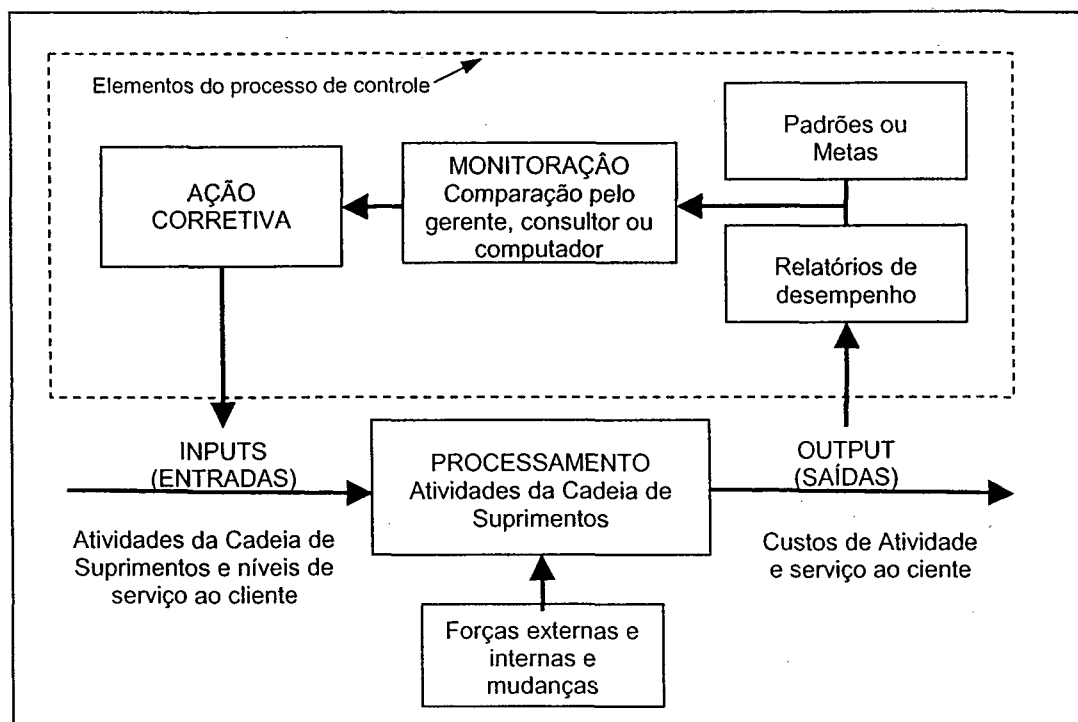 Elementos do processo de controle
Padrões ou
Metas
MONITORAÇÂO
Comparação pelo
gerente, consultor ou
computador
AÇÃO
CORRETIVA
Relatórios de
desempenho
INPUTS
(ENTRADAS)
PROCESSAMENTO
Atividades da Cadeia de
Suprimentos
OUTPUT
(SAÍDAS)
Atividades da Cadeia de
Suprimentos e níveis de
serviço ao cliente
Custos de Atividade
e serviço ao ciente
Forças externas e
internas e
mudanças